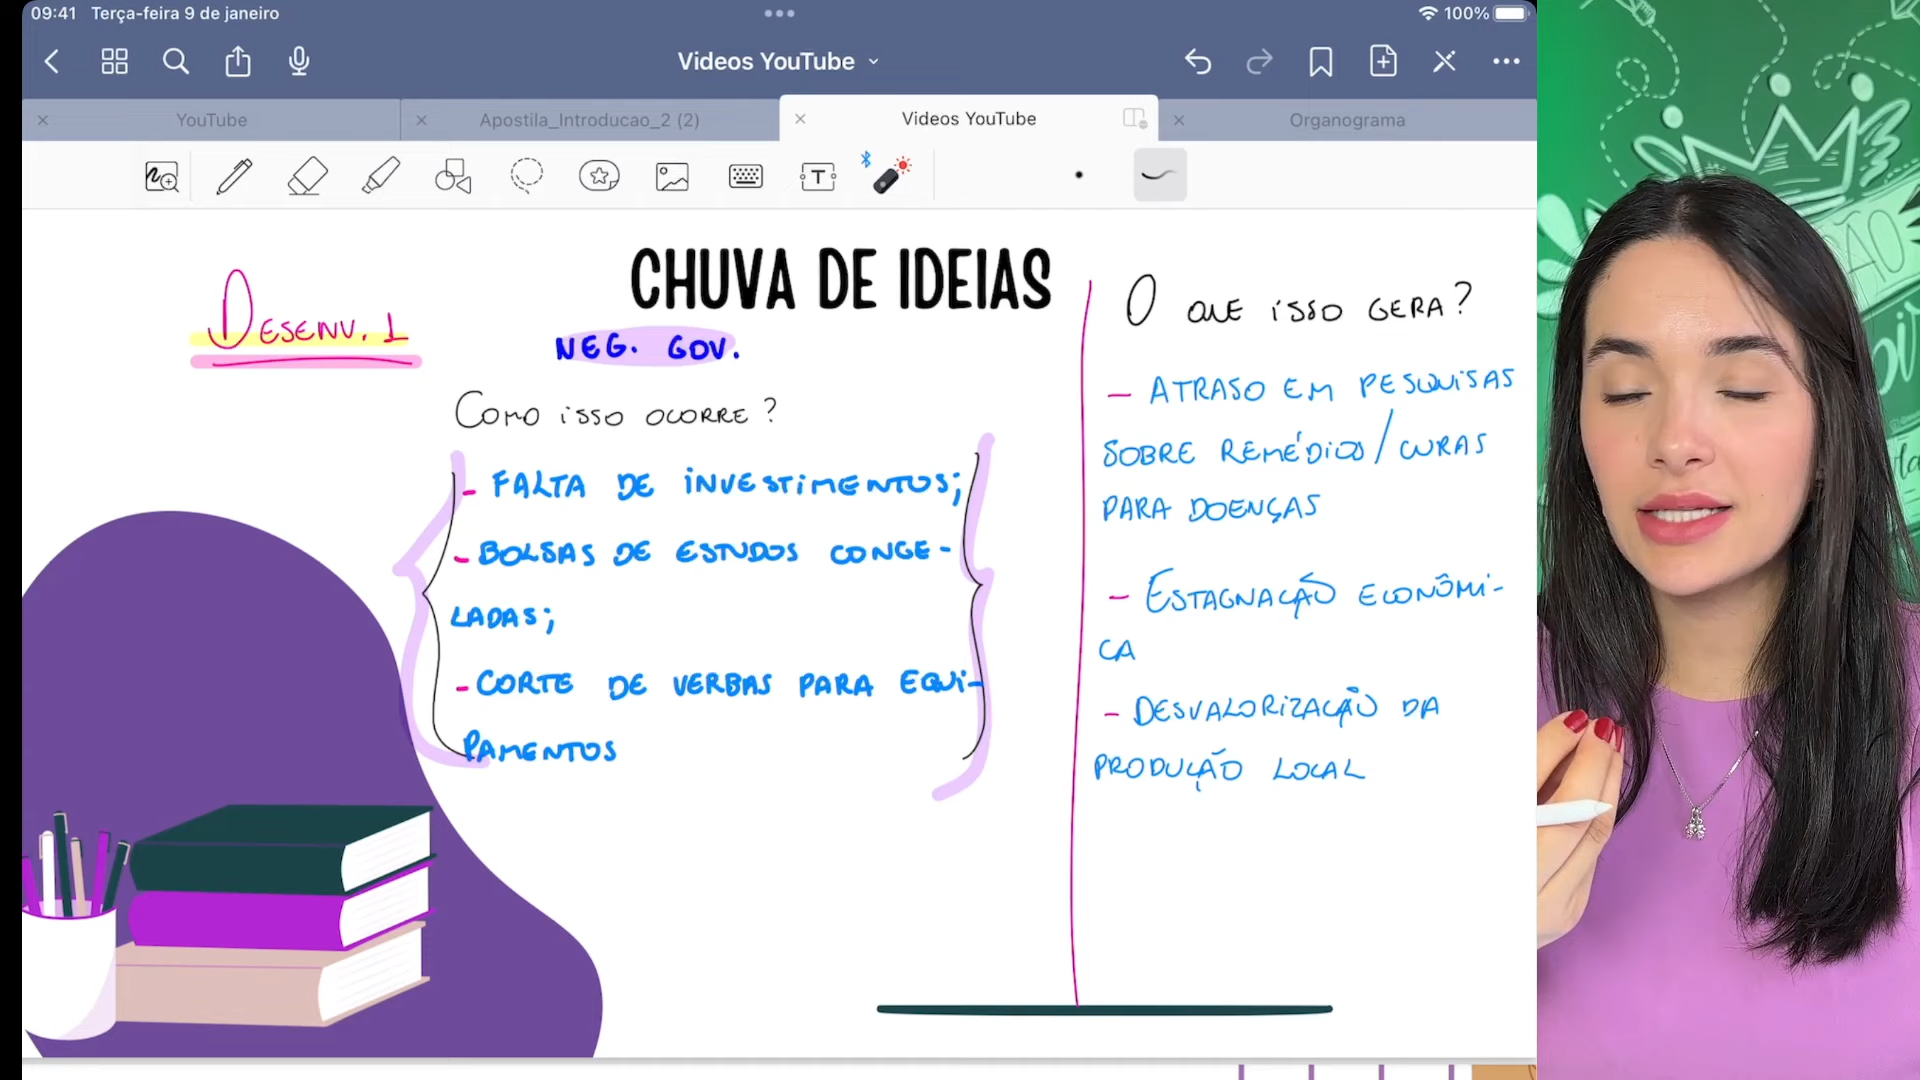 09:41 Terça-feira 9 de janeiro
100%
Videos YouTube
YouTube
Apostila_Introducao_2 (2)
Videos YouTube
Organograma
T
CHUVA DE IDEIAS
DESENV. 1
NEG. GOV.
COMO ISSO OCORRE?
- FALTA DE INVESTIMENTOS;
- BOLSAS DE ESTUDOS CONGE-
LADAS;
- CORTE DE VERBAS PARA EQUI-
PAMENTOS
O QUE ISSO GERA?
- ATRASO EM PESQUISAS
SOBRE REMÉDIOS/CURAS
PARA DOENÇAS
- ESTAGNAÇÃO ECONÔMI-
CA
- DESVALORIZAÇÃO DA
PRODUÇÃO LOCAL